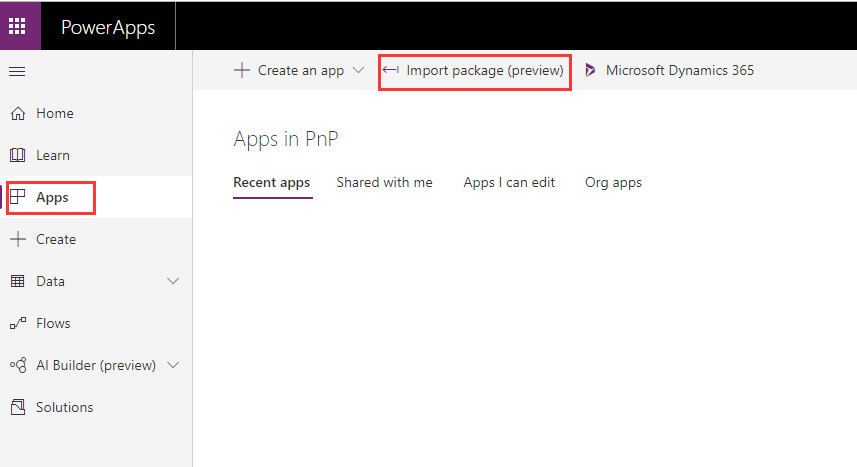 PowerApps
Create an app
Import package (preview)
Microsoft Dynamics 365
Home
Learn
Apps
Create
Data
Flows
AI Builder (preview)
Solutions
Apps in PnP
Recent apps
Shared with me
Apps I can edit
Org apps